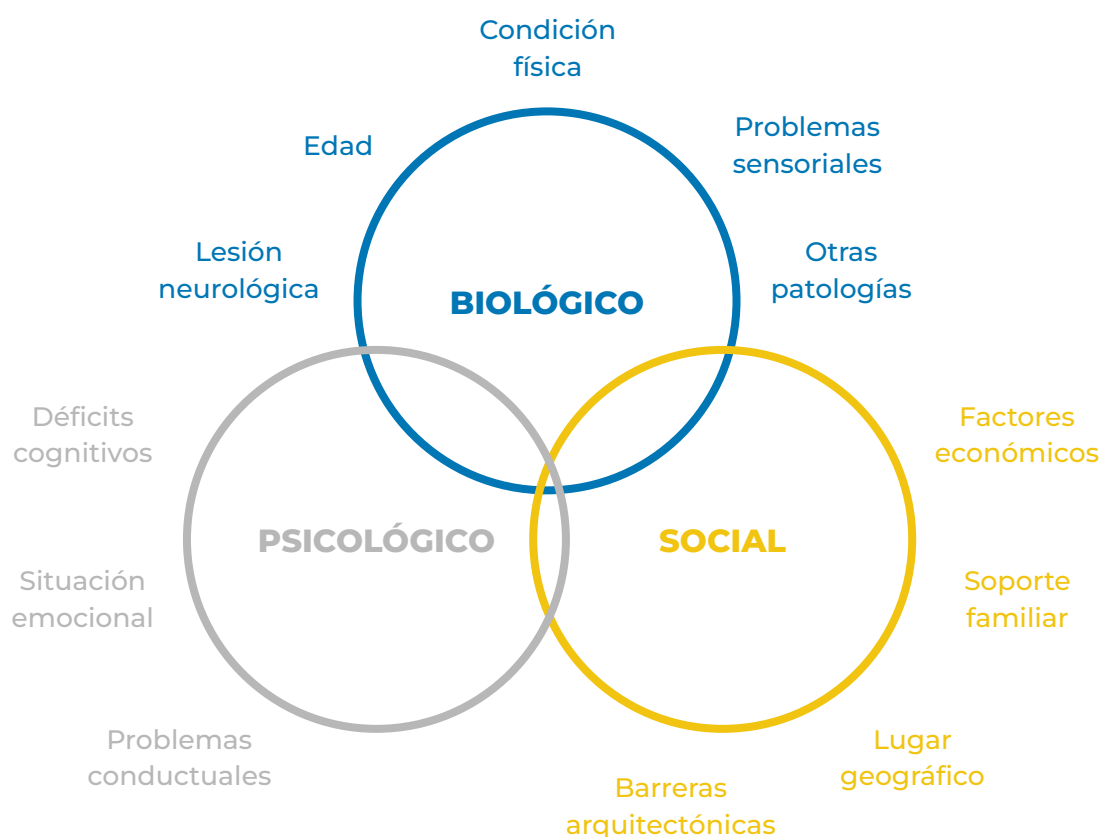 Condición
física
Edad
Problemas
sensoriales
Lesión
neurológica
Otras
patologías
BIOLÓGICO
Déficits
cognitivos
Factores
económicos
PSICOLÓGICO
SOCIAL
Situación
emocional
Soporte
familiar
Problemas
conductuales
Lugar
geográfico
Barreras
arquitectónicas